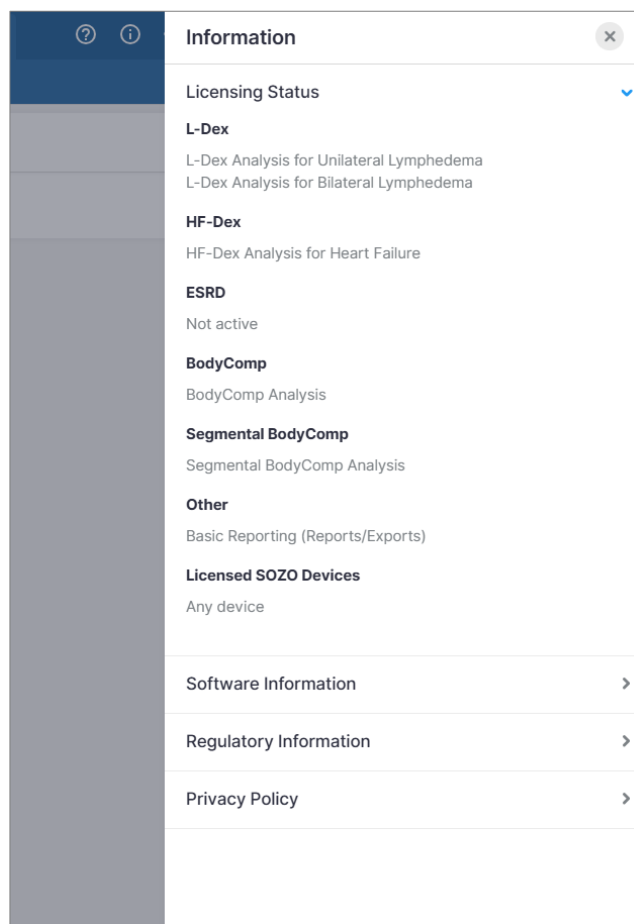 Information
Licensing Status
L-Dex
L-Dex Analysis for Unilateral Lymphedema
L-Dex Analysis for Bilateral Lymphedema
HF-Dex
HF-Dex Analysis for Heart Failure
ESRD
Not active
BodyComp
BodyComp Analysis
Segmental BodyComp
Segmental BodyComp Analysis
Other
Basic Reporting (Reports/Exports)
Licensed SOZO Devices
Any device
Software Information
Regulatory Information
Privacy Policy